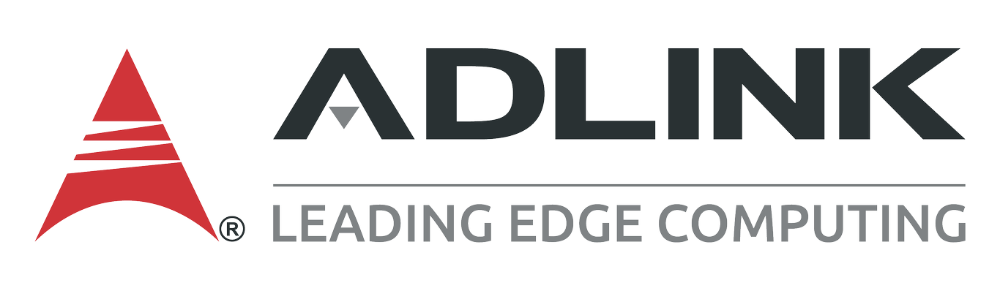 ADLINK
® LEADING EDGE COMPUTING